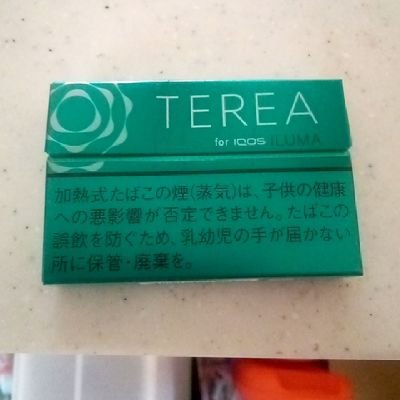 TEREA
for IQOS ILUMA
加熱式たばこの煙(蒸気)は、子供の健康
への悪影響が否定できません。たばこの
誤飲を防ぐため、乳幼児の手が届かない
所に保管・廃棄を。